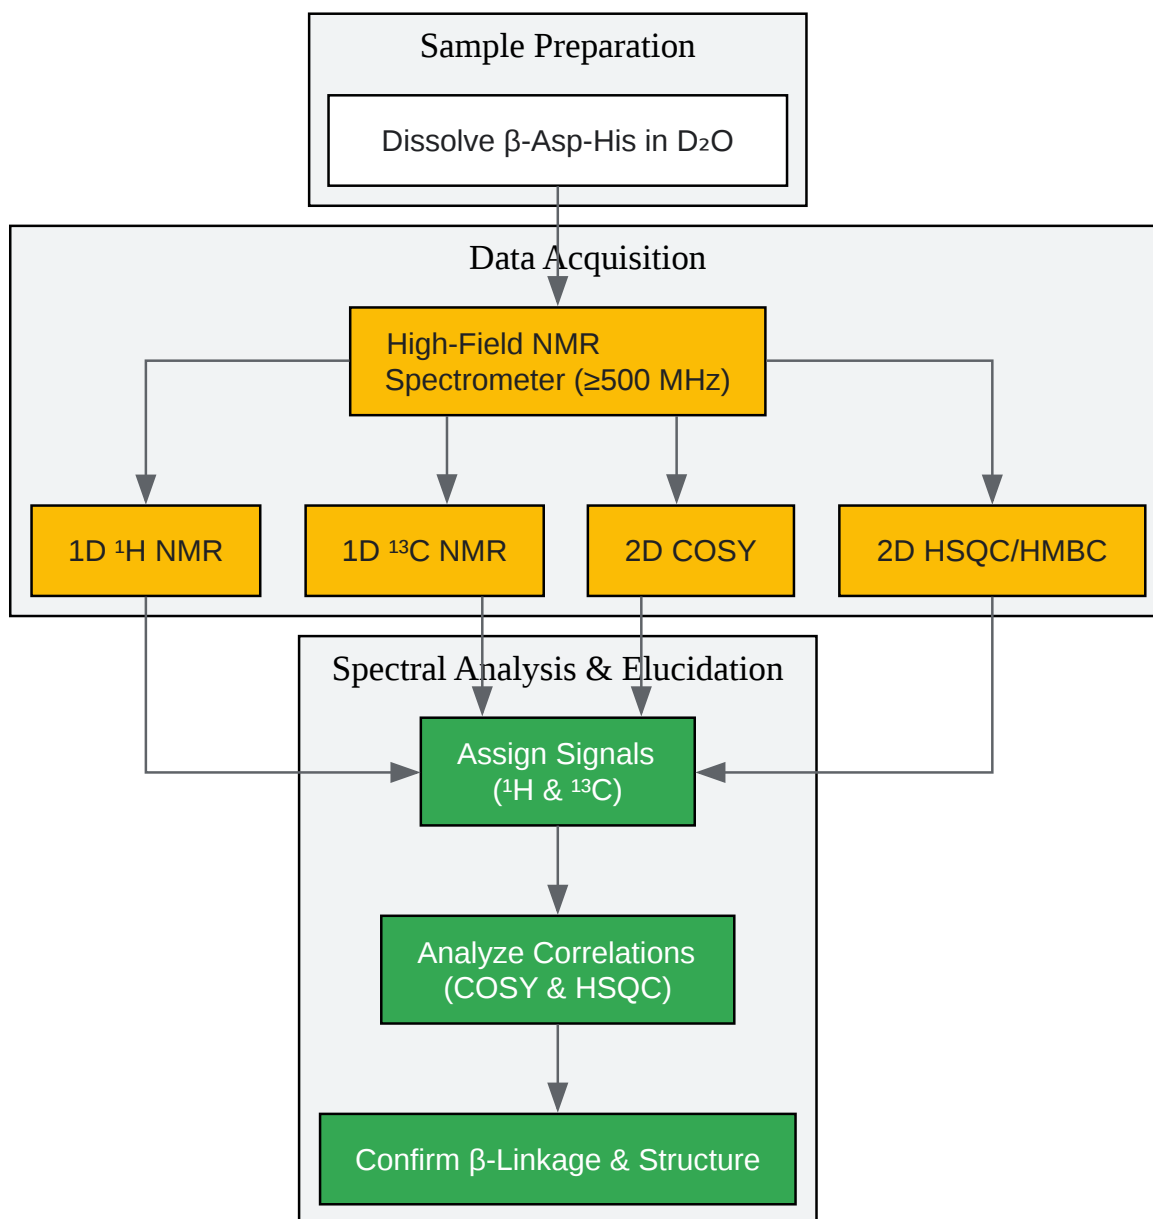 Sample Preparation
Dissolve β-Asp-His in D₂O
Data Acquisition
High-Field NMR
Spectrometer (≥500 MHz)
1D ¹H NMR
1D ¹³C NMR
2D COSY
2D HSQC/HMBC
Spectral Analysis & Elucidation
Assign Signals
(¹H & ¹³C)
Analyze Correlations
(COSY & HSQC)
Confirm β-Linkage & Structure